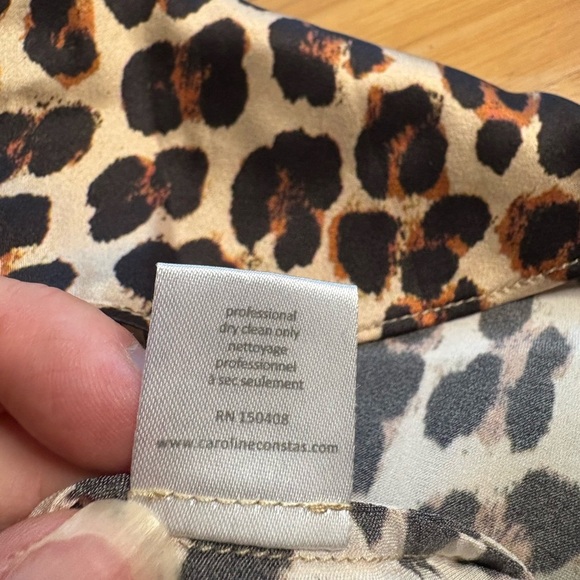 professional
dry clean only
nettoyage
professionnel
à sec seulement
RN 150408
www.carolineconstas.com